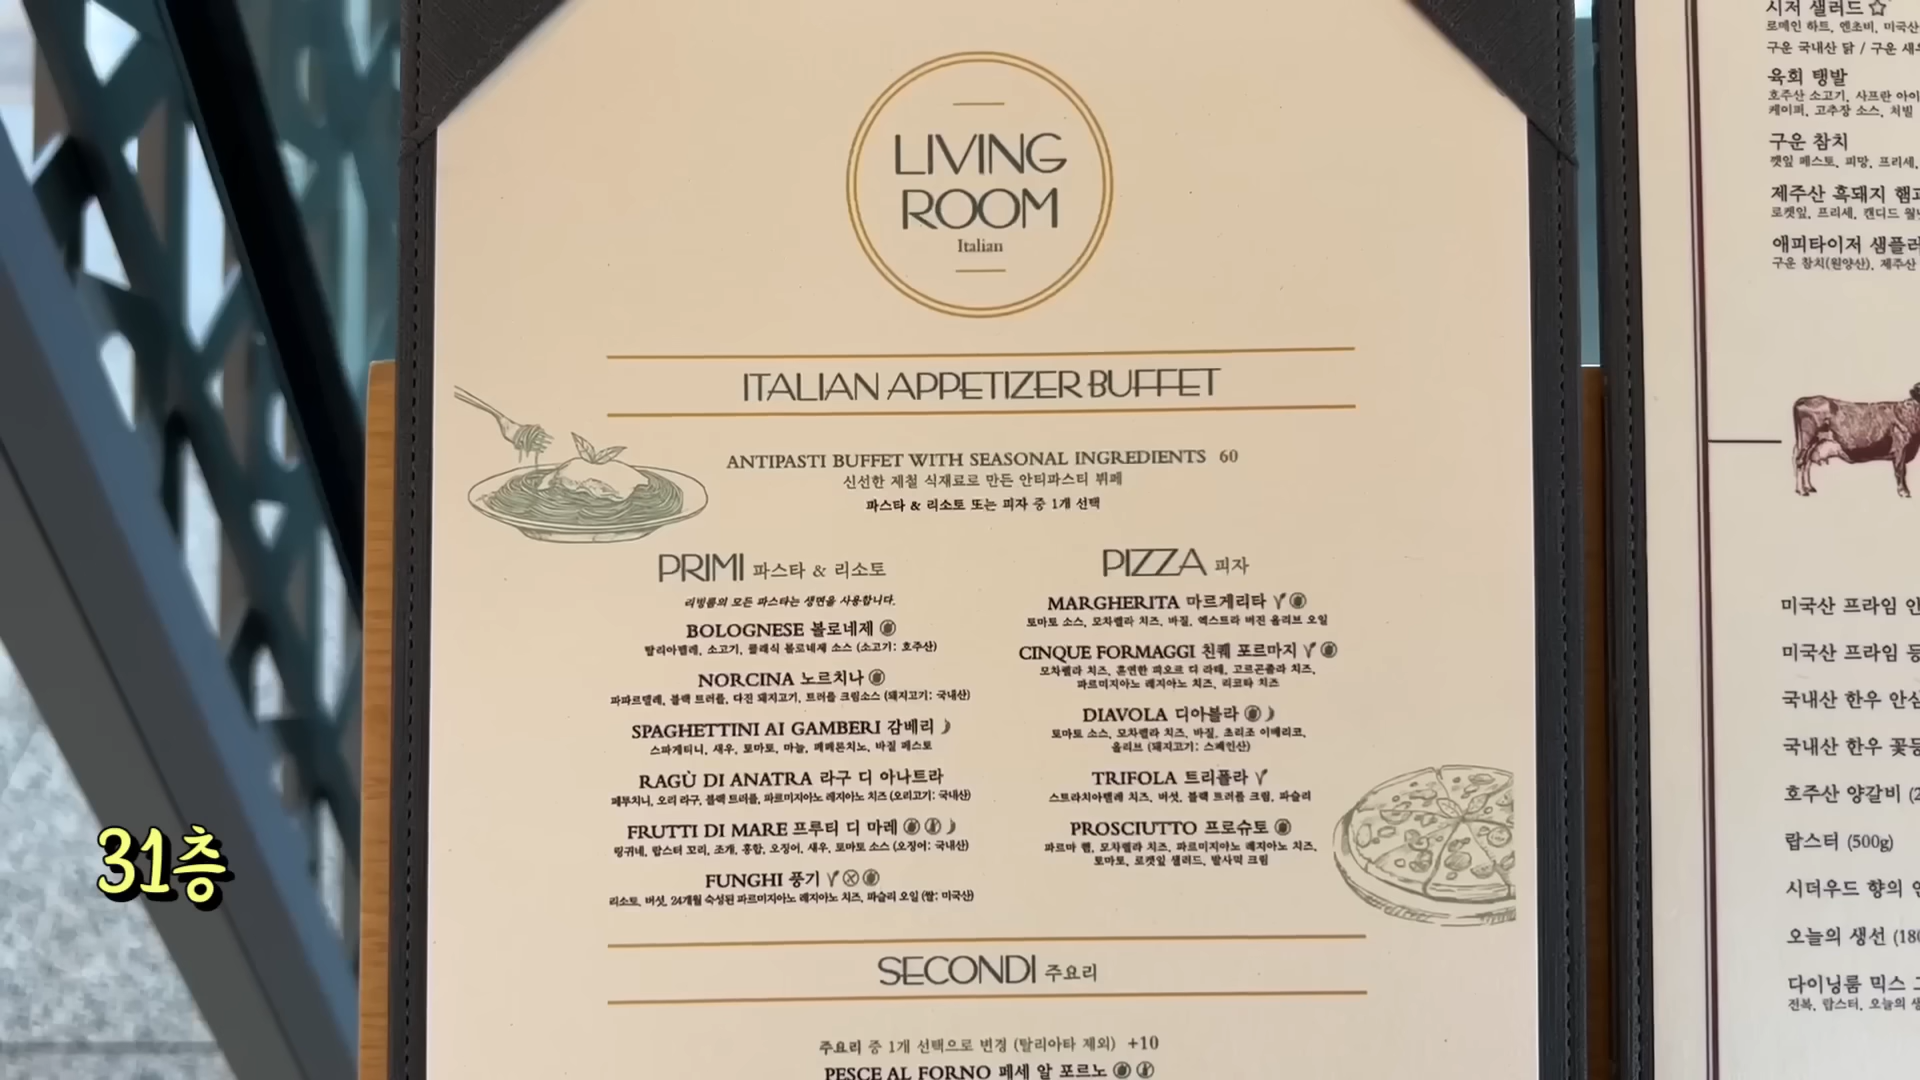 LIVING
ROOM
Italian
ITALIAN APPETIZER BUFFET
ANTIPASTI BUFFET WITH SEASONAL INGREDIENTS 60
신선한 제철 식재료로 만든 안티파스티 뷔페
파스타 & 리소토 또는 피자 중 1개 선택
PRIMI 파스타 & 리소토
리빙룸의 모든 파스타는 생면을 사용합니다.
BOLOGNESE 볼로네제
탈리아텔레, 소고기, 클래식 볼로네제 소스 (소고기: 호주산)
NORCINA 노르치나
파파르델레, 블랙 트러플, 다진 돼지고기, 트러플 크림소스 (돼지고기: 국내산)
SPAGHETTINI AI GAMBERI 감베리
스파게티니, 새우, 토마토, 마늘, 페페론치노, 바질 페스토
RAGÙ DI ANATRA 라구 디 아나트라
페투치니, 오리 라구, 블랙 트러플, 파르미지아노 레지아노 치즈 (오리고기: 국내산)
FRUTTI DI MARE 프루티 디 마레
링귀네, 랍스터 꼬리, 조개, 홍합, 오징어, 새우, 토마토 소스 (오징어: 국내산)
FUNGHI 풍기
리소토, 버섯, 24개월 숙성된 파르미지아노 레지아노 치즈, 파슬리 오일 (쌀: 미국산)
PIZZA 피자
MARGHERITA 마르게리타
토마토 소스, 모차렐라 치즈, 바질, 엑스트라 버진 올리브 오일
CINQUE FORMAGGI 친퀘 포르마지
모차렐라 치즈, 훈연한 피오르 디 라떼, 고르곤졸라 치즈,
파르미지아노 레지아노 치즈, 리코타 치즈
DIAVOLA 디아볼라
토마토 소스, 모차렐라 치즈, 바질, 초리조 이베리코,
올리브 (돼지고기: 스페인산)
TRIFOLA 트리폴라
스트라치아텔레 치즈, 버섯, 블랙 트러플 크림, 파슬리
PROSCIUTTO 프로슈토
파르마 햄, 모차렐라 치즈, 파르미지아노 레지아노 치즈,
토마토, 로켓잎 샐러드, 발사믹 크림
SECONDI 주요리
주요리 중 1개 선택으로 변경 (탈리아타 제외) +10
PESCE AL FORNO 페세 알 포르노
시저 샐러드
로메인 하트, 엔초비, 미국산
구운 국내산 닭 / 구운 새우
육회 탱발
호주산 소고기, 사프란 아이
케이퍼, 고추장 소스, 처빌
구운 참치
깻잎 페스토, 피망, 프리세,
제주산 흑돼지 햄과
로켓잎, 프리세, 캔디드 월넛
애피타이저 샘플러
구운 참치(원양산), 제주산
미국산 프라임 안
미국산 프라임 등
국내산 한우 안심
국내산 한우 꽃등
호주산 양갈비 (2
랍스터 (500g)
시더우드 향의 연
오늘의 생선 (180
다이닝룸 믹스 그
전복, 랍스터, 오늘의 생
31층